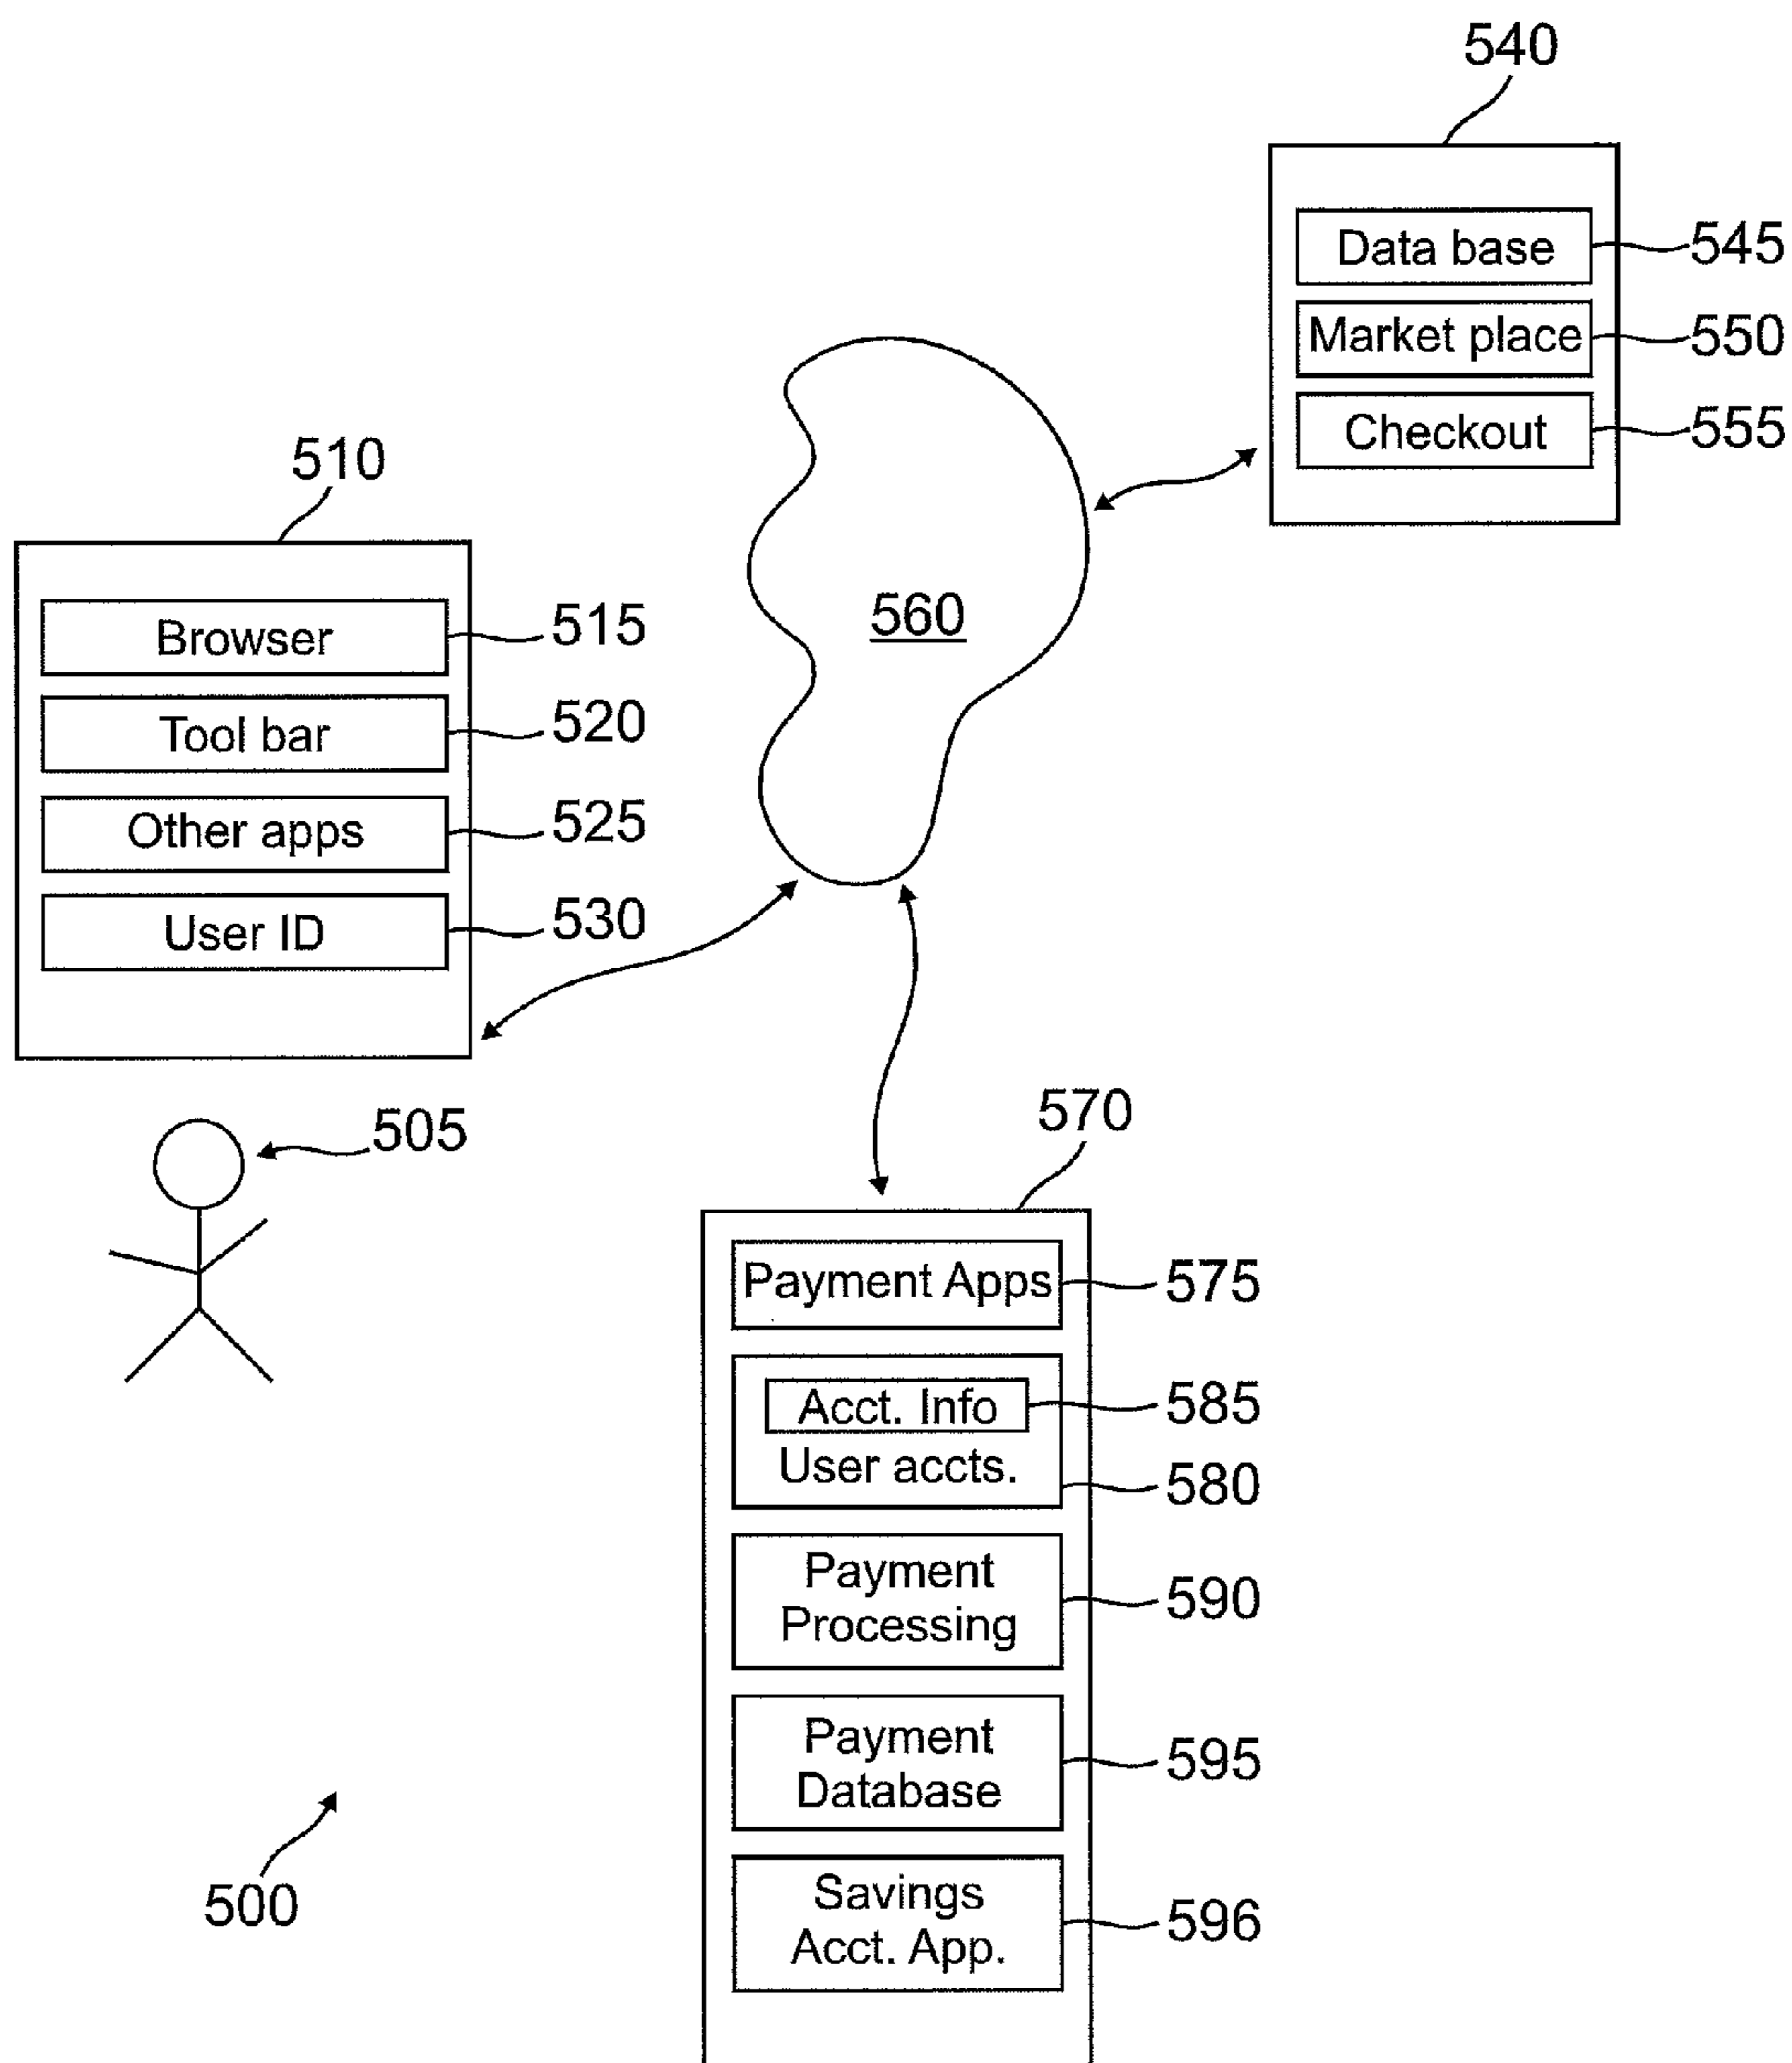 540
Data base 545
Market place 550
Checkout 555
510
Browser 515
Tool bar 520
Other apps 525
User ID 530
560
505
570
Payment Apps 575
Acct. Info 585
User accts. 580
Payment
Processing 590
Payment
Database 595
Savings
Acct. App. 596
500